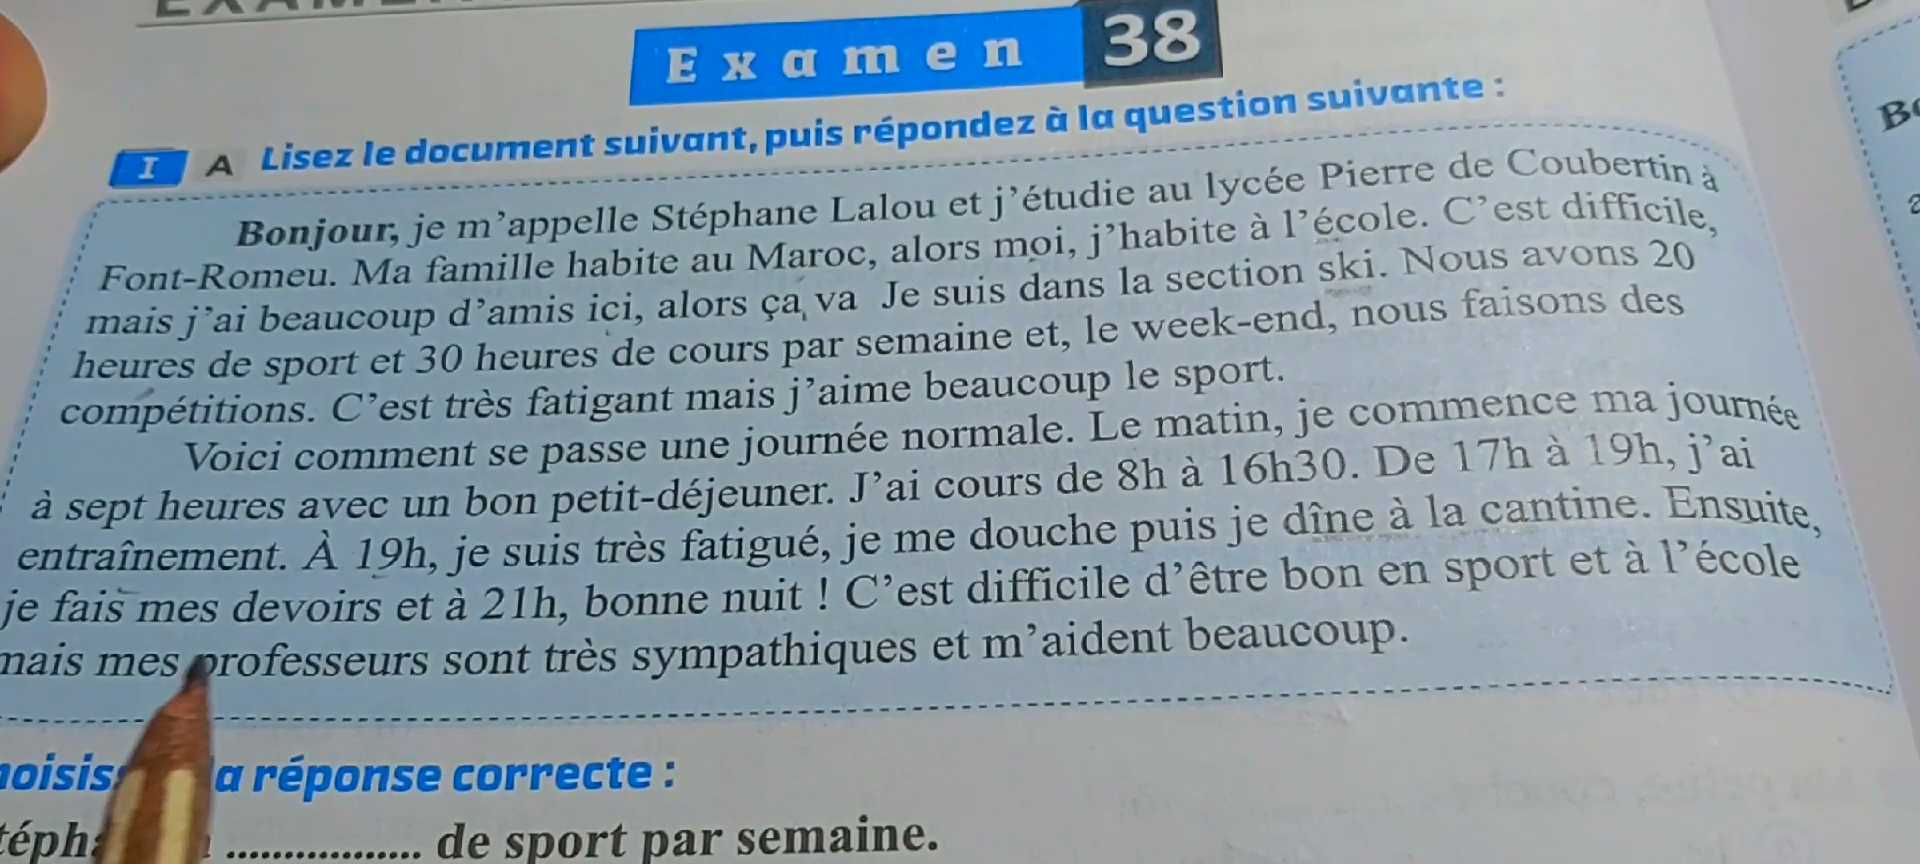 Examen 38
I A Lisez le document suivant, puis répondez à la question suivante :
Bonjour, je m'appelle Stéphane Lalou et j'étudie au lycée Pierre de Coubertin à
Font-Romeu. Ma famille habite au Maroc, alors moi, j'habite à l'école. C'est difficile,
mais j'ai beaucoup d'amis ici, alors ça va Je suis dans la section ski. Nous avons 20
heures de sport et 30 heures de cours par semaine et, le week-end, nous faisons des
compétitions. C'est très fatigant mais j'aime beaucoup le sport.
Voici comment se passe une journée normale. Le matin, je commence ma journée
à sept heures avec un bon petit-déjeuner. J'ai cours de 8h à 16h30. De 17h à 19h, j'ai
entraînement. À 19h, je suis très fatigué, je me douche puis je dîne à la cantine. Ensuite,
je fais mes devoirs et à 21h, bonne nuit ! C'est difficile d'être bon en sport et à l'école
mais mes professeurs sont très sympathiques et m'aident beaucoup.
réponse correcte :
................. de sport par semaine.